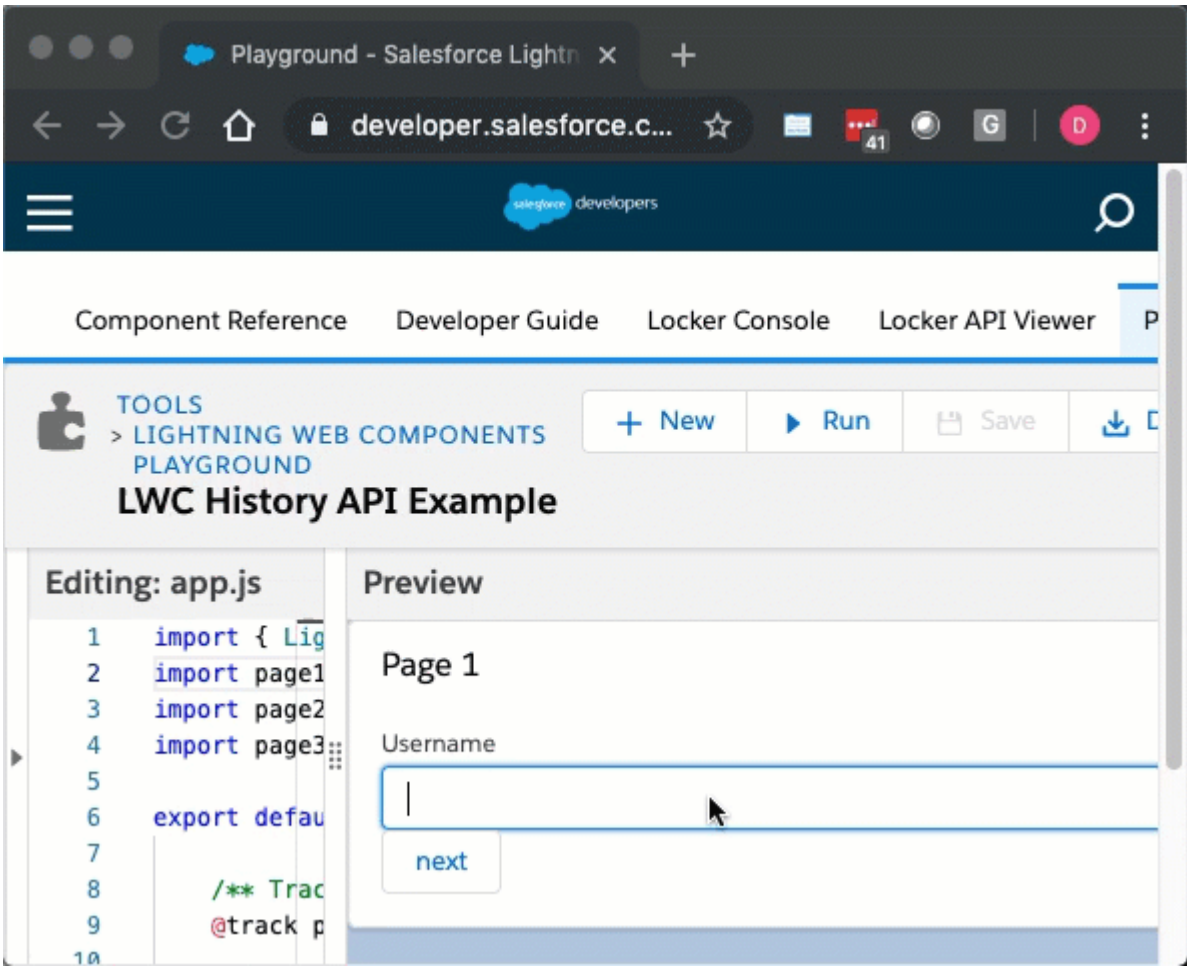 Playground - Salesforce Lightn
developer.salesforce.c...
41
G
D
salesforce developers
Component Reference Developer Guide Locker Console Locker API Viewer P
TOOLS
> LIGHTNING WEB COMPONENTS
PLAYGROUND
LWC History API Example
+ New
Run
Save
D
Editing: app.js
1 import { Lig
2 import page1
3 import page2
4 import page3
5
6 export defau
7
8 /** Trac
9 @track p
10
Preview
Page 1
Username
next